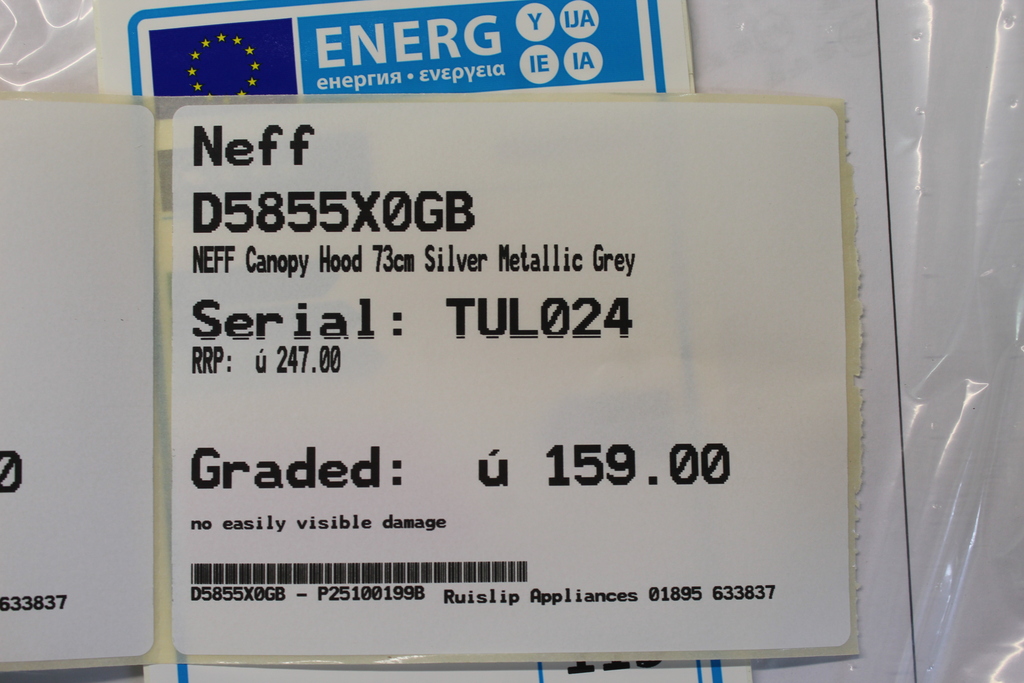 ENERG Y IJA
енергия · ενεργεια IE IA
Neff
D5855X0GB
NEFF Canopy Hood 73cm Silver Metallic Grey
Serial: TUL024
RRP: ú 247.00
Graded: ú 159.00
0
no easily visible damage
D5855X0GB - P25100199B Ruislip Appliances 01895 633837
633837